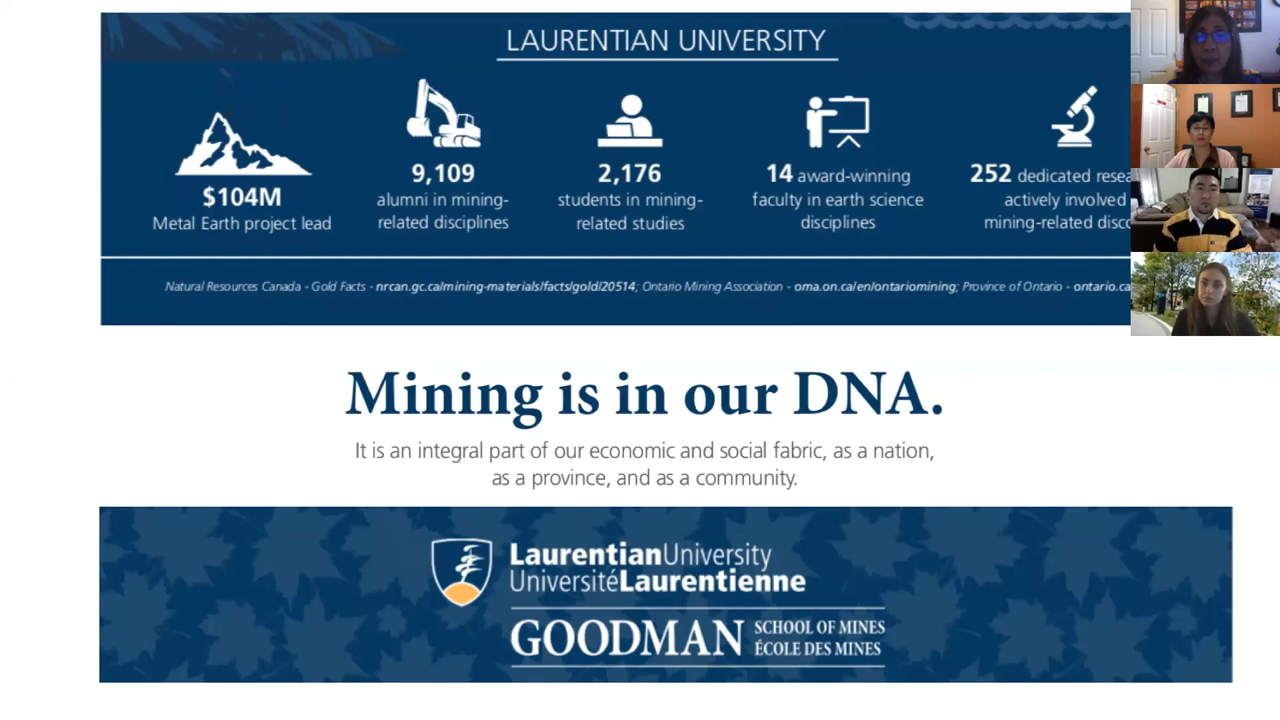 LAURENTIAN UNIVERSITY
$104M
Metal Earth project lead
9,109
alumni in mining-
related disciplines
2,176
students in mining-
related studies
14 award-winning
faculty in earth science
disciplines
252 dedicated
actively involved
mining-related
Natural Resources Canada - Gold Facts - nrcan.gc.ca/mining-materials/facts/gold/20514; Ontario Mining Association - oma.on.ca/en/ontariomining; Province of Ontario - ontario.ca
Mining is in our DNA.
It is an integral part of our economic and social fabric, as a nation,
as a province, and as a community.
LaurentianUniversity
UniversitéLaurentienne
GOODMAN SCHOOL OF MINES
ÉCOLE DES MINES